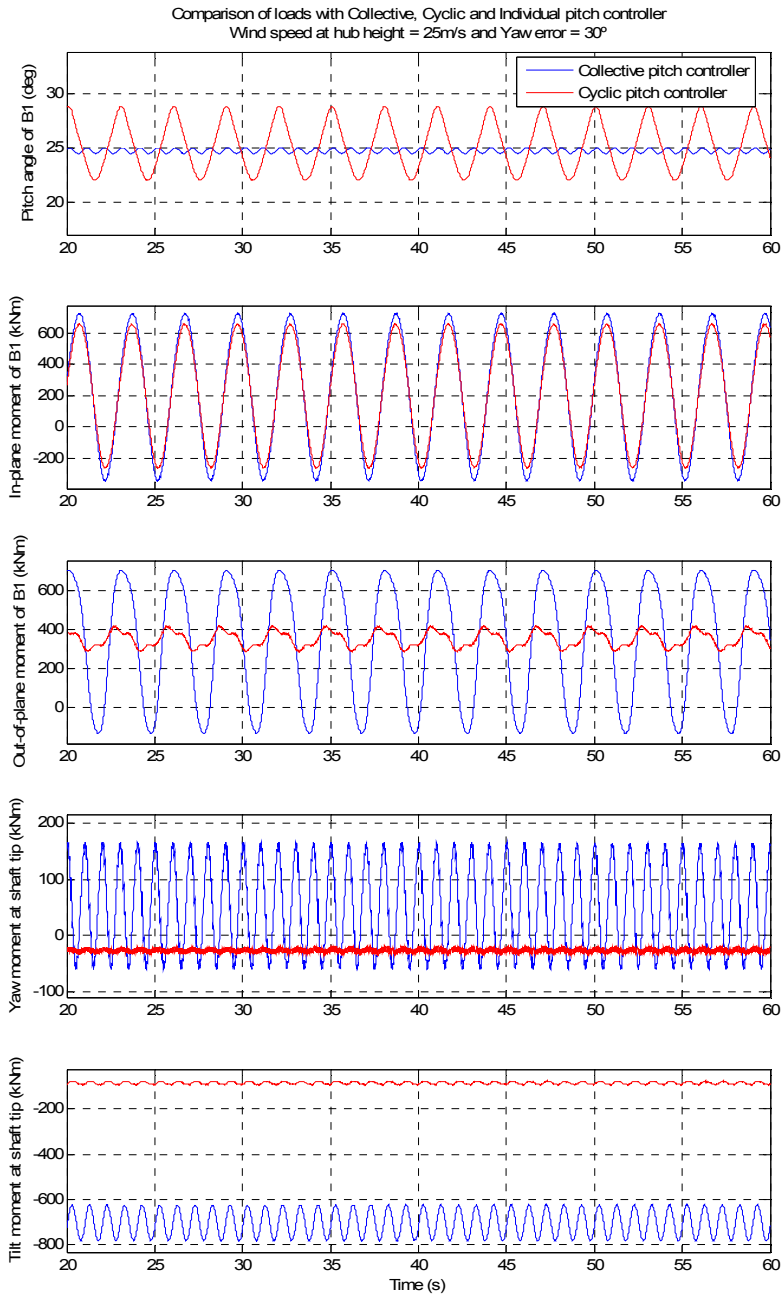 Comparison of loads with Collective, Cyclic and Individual pitch controller
Wind speed at hub height = 25m/s and Yaw error = 30º
Pitch angle of B1 (deg)
30
25
20
Collective pitch controller
Cyclic pitch controller
20 25 30 35 40 45 50 55 60
In-plane moment of B1 (kNm)
600
400
200
0
-200
20 25 30 35 40 45 50 55 60
Out-of-plane moment of B1 (kNm)
600
400
200
0
20 25 30 35 40 45 50 55 60
Yaw moment at shaft tip (kNm)
200
100
0
-100
20 25 30 35 40 45 50 55 60
Tilt moment at shaft tip (kNm)
-200
-400
-600
-800
20 25 30 35 40 45 50 55 60
Time (s)